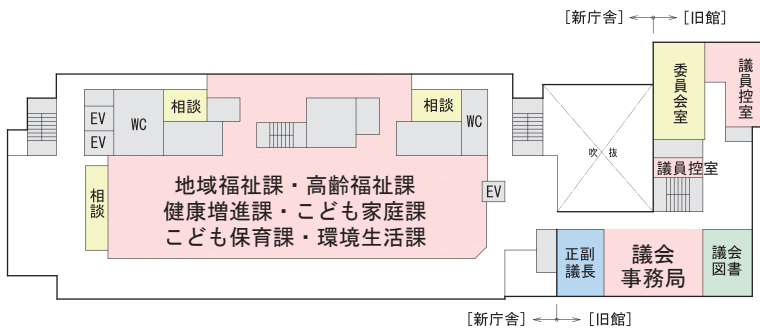 [新庁舎] [旧館]
委員会室
議員控室
相談
相談
EV
WC
EV
WC
吹抜
議員控室
相談
地域福祉課・高齢福祉課
健康増進課・こども家庭課
こども保育課・環境生活課
EV
正副
議長
議会
事務局
議会
図書
[新庁舎] [旧館]